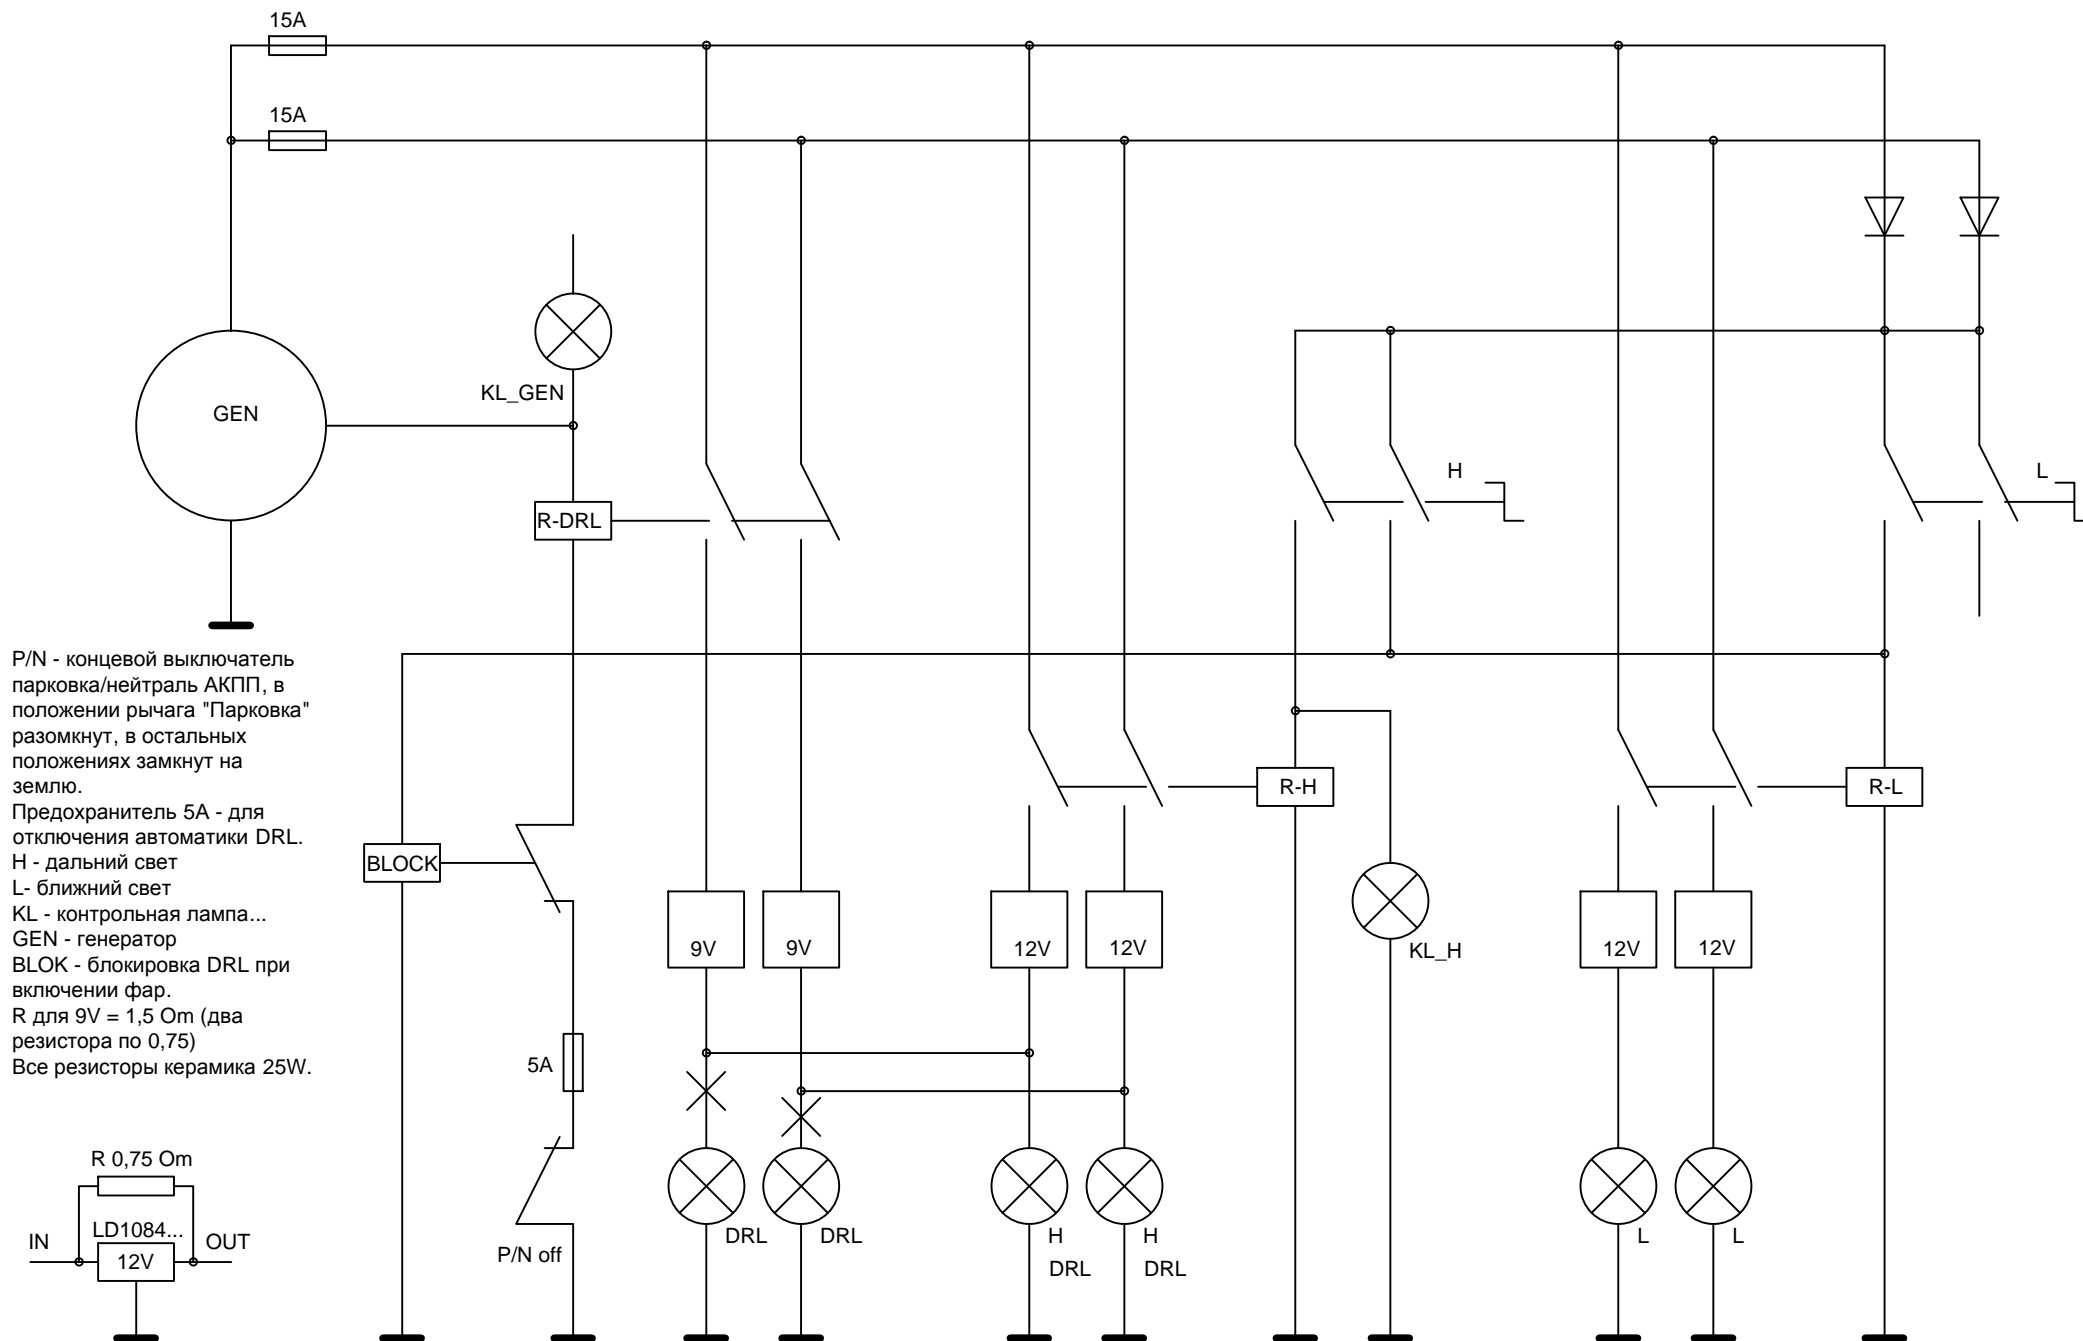 15A
15A
KL_GEN
GEN
H
L
R-DRL
P/N - концевой выключатель
парковка/нейтраль АКПП, в
положении рычага "Парковка"
разомкнут, в остальных
положениях замкнут на
землю.
Предохранитель 5А - для
отключения автоматики DRL.
H - дальний свет
L- ближний свет
KL - контрольная лампа...
GEN - генератор
BLOK - блокировка DRL при
включении фар.
R для 9V = 1,5 Om (два
резистора по 0,75)
Все резисторы керамика 25W.
R-H
R-L
BLOCK
9V
9V
12V
12V
KL_H
12V
12V
5A
R 0,75 Om
LD1084...
IN
OUT
12V
P/N off
DRL
DRL
H
DRL
H
DRL
L
L